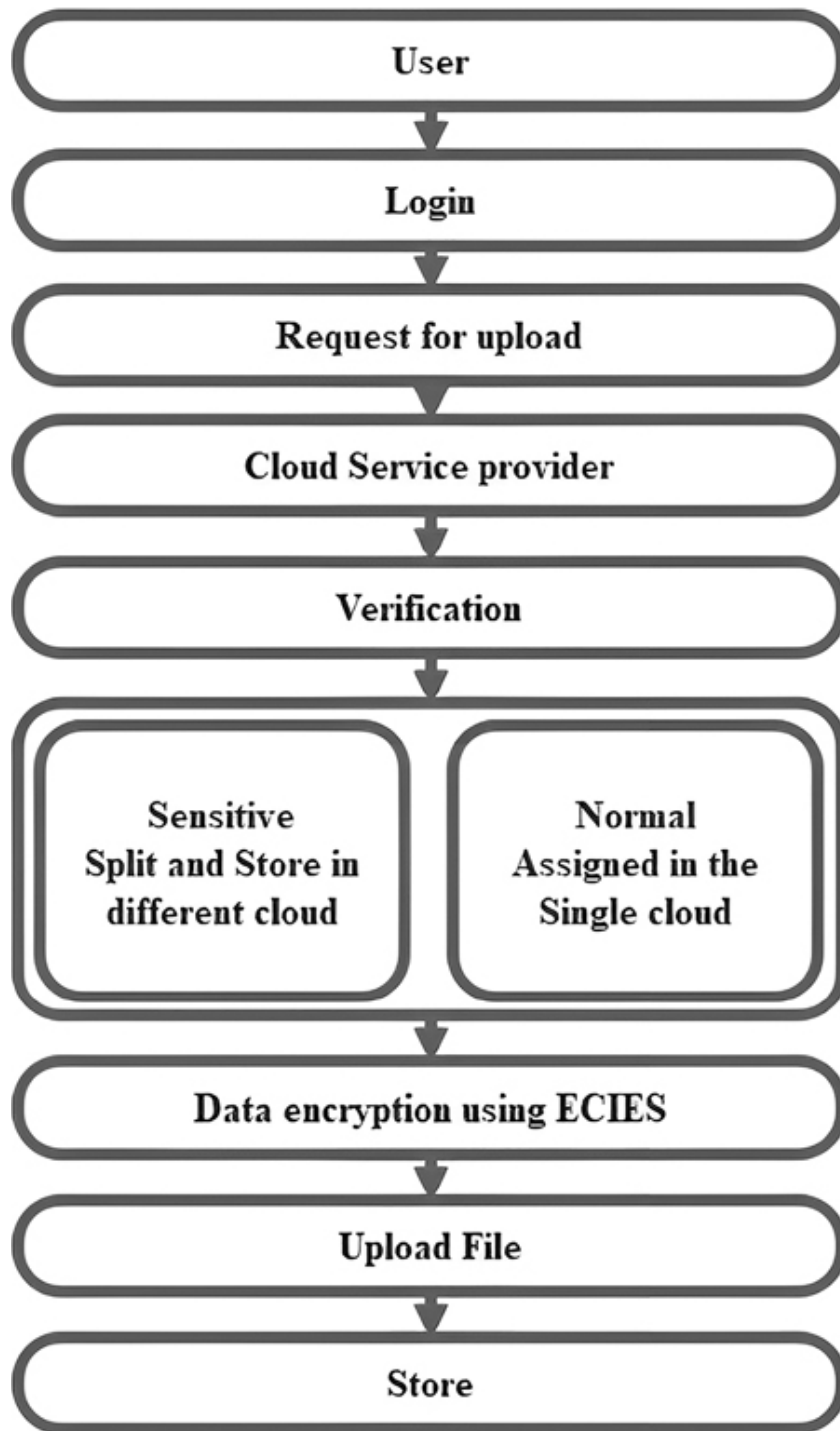 User
Login
Request for upload
Cloud Service provider
Verification
Sensitive
Split and Store in
different cloud
Normal
Assigned in the
Single cloud
Data encryption using ECIES
Upload File
Store